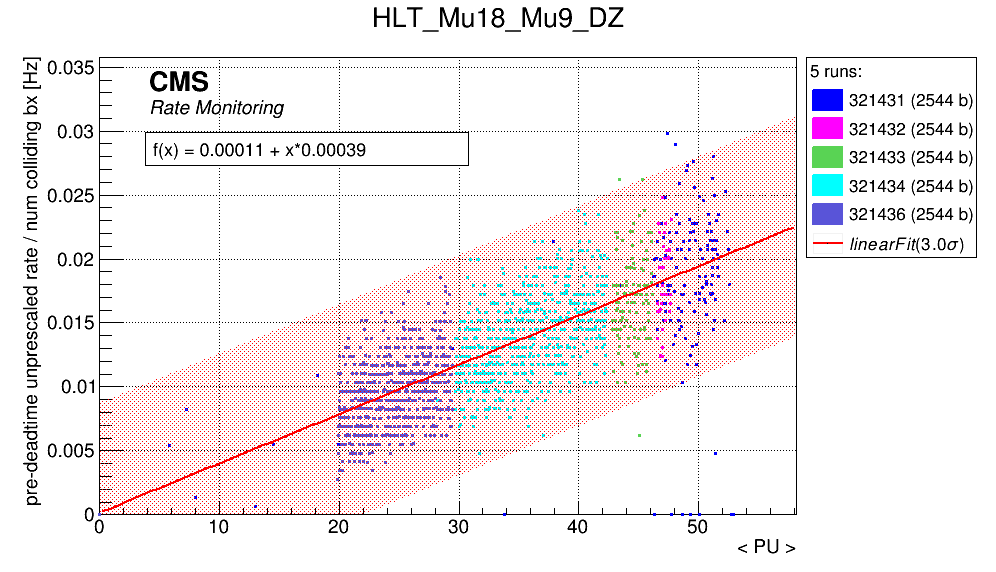 HLT_Mu18_Mu9_DZ
pre-deadtime unprescaled rate / num colliding bx [Hz]
0.035
0.03
0.025
0.02
0.015
0.01
0.005
0
CMS
Rate Monitoring
f(x) = 0.00011 + x*0.00039
0 10 20 30 40 50
< PU >
5 runs:
321431 (2544 b)
321432 (2544 b)
321433 (2544 b)
321434 (2544 b)
321436 (2544 b)
linearFit(3.0σ)